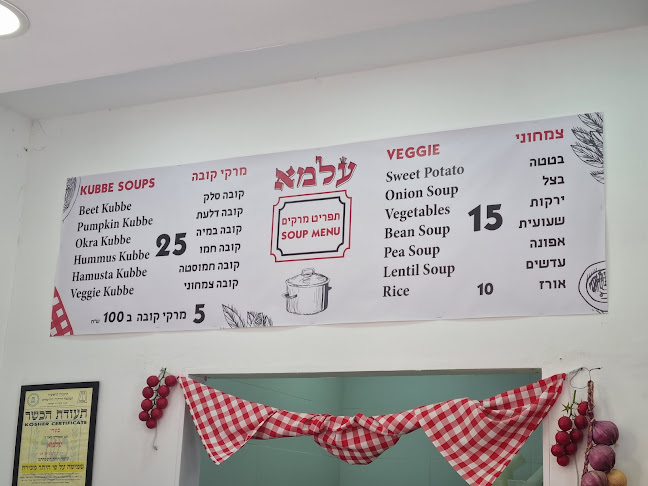 עלמא
תפריט מרקים
SOUP MENU
KUBBE SOUPS מרקי קובה
Beet Kubbe קובה סלק
Pumpkin Kubbe קובה דלעת
Okra Kubbe קובה במיה
25
Hummus Kubbe קובה חמו
Hamusta Kubbe קובה חמוסטה
Veggie Kubbe קובה צמחוני
5 מרקי קובה ב 100 ש״ח
VEGGIE צמחוני
Sweet Potato בטטה
Onion Soup בצל
Vegetables ירקות
15
Bean Soup שעועית
Pea Soup אפונה
Lentil Soup עדשים
Rice 10 אורז
תעודת הכשר
KOSHER CERTIFICATE